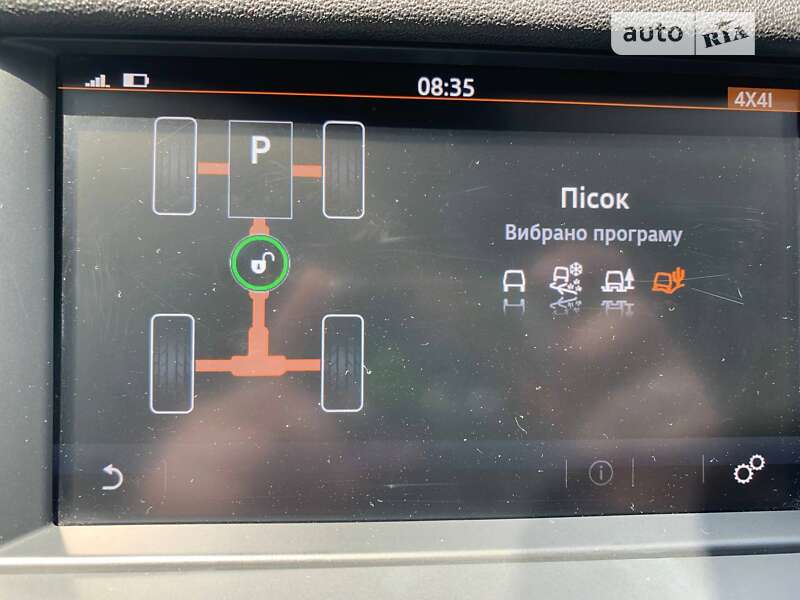 auto RIA
08:35
4X4I
P
Пісок
Вибрано програму